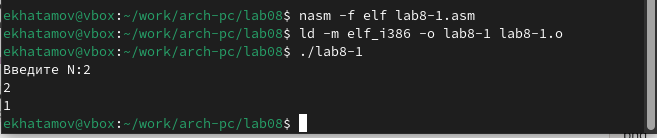 ekhatamov@vbox:~/work/arch-pc/lab08$ nasm -f elf lab8-1.asm
ekhatamov@vbox:~/work/arch-pc/lab08$ ld -m elf_i386 -o lab8-1 lab8-1.o
ekhatamov@vbox:~/work/arch-pc/lab08$ ./lab8-1
Введите N:2
2
1
ekhatamov@vbox:~/work/arch-pc/lab08$